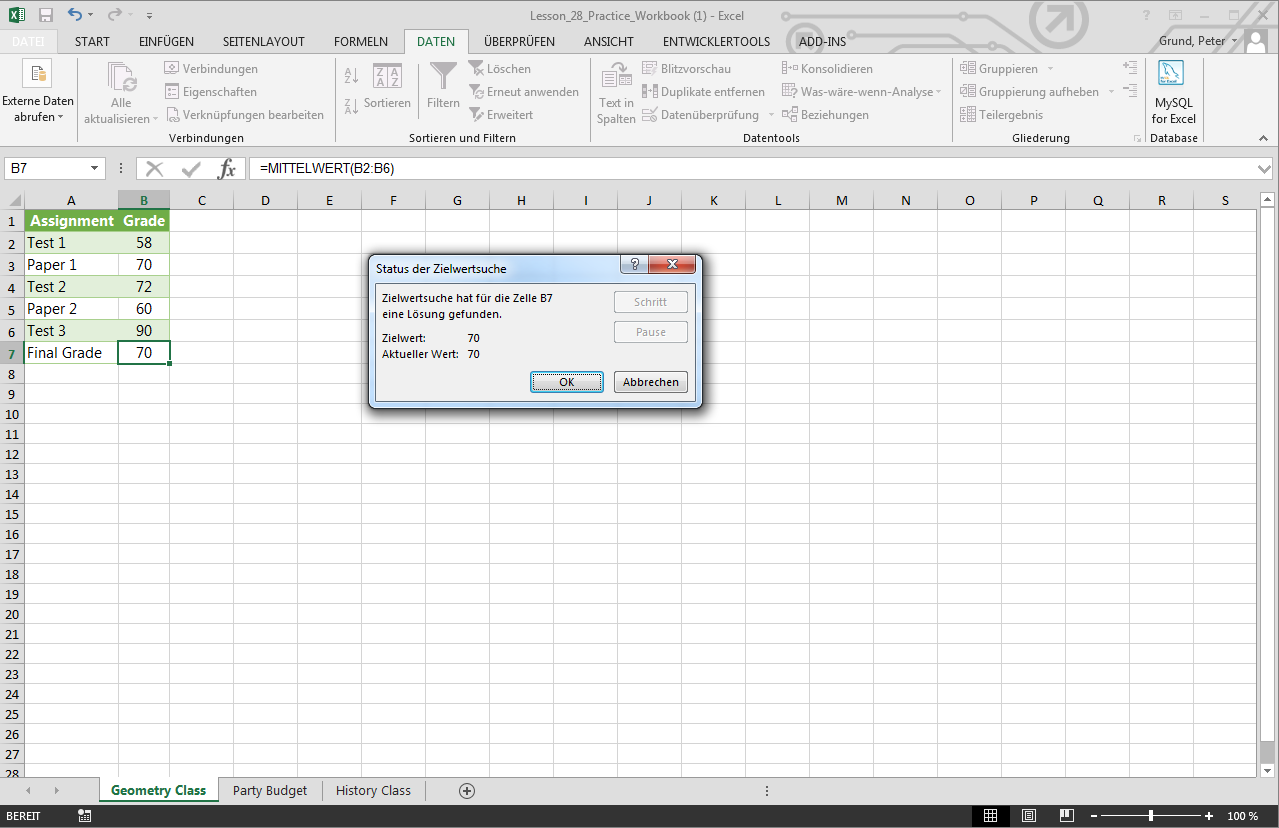 Lesson_28_Practice_Workbook (1) - Excel
DATEI START EINFÜGEN SEITENLAYOUT FORMELN DATEN ÜBERPRÜFEN ANSICHT ENTWICKLERTOOLS ADD-INS Grund, Peter
Externe Daten abrufen
Alle aktualisieren
Verbindungen
Eigenschaften
Verknüpfungen bearbeiten
Verbindungen
Sortieren
Filtern
Löschen
Erneut anwenden
Erweitert
Sortieren und Filtern
Text in Spalten
Blitzvorschau
Duplikate entfernen
Datenüberprüfung
Konsolidieren
Was-wäre-wenn-Analyse
Beziehungen
Datentools
Gruppieren
Gruppierung aufheben
Teilergebnis
Gliederung
MySQL for Excel
Database
B7 fx =MITTELWERT(B2:B6)
A B C D E F G H I J K L M N O P Q R S
1 Assignment Grade
2 Test 1 58
3 Paper 1 70
4 Test 2 72
5 Paper 2 60
6 Test 3 90
7 Final Grade 70
8
9
10
11
12
13
14
15
16
17
18
19
20
21
22
23
24
25
26
27
28
Status der Zielwertsuche
Zielwertsuche hat für die Zelle B7
eine Lösung gefunden.
Zielwert: 70
Aktueller Wert: 70
Schritt
Pause
OK Abbrechen
Geometry Class Party Budget History Class
BEREIT 100 %